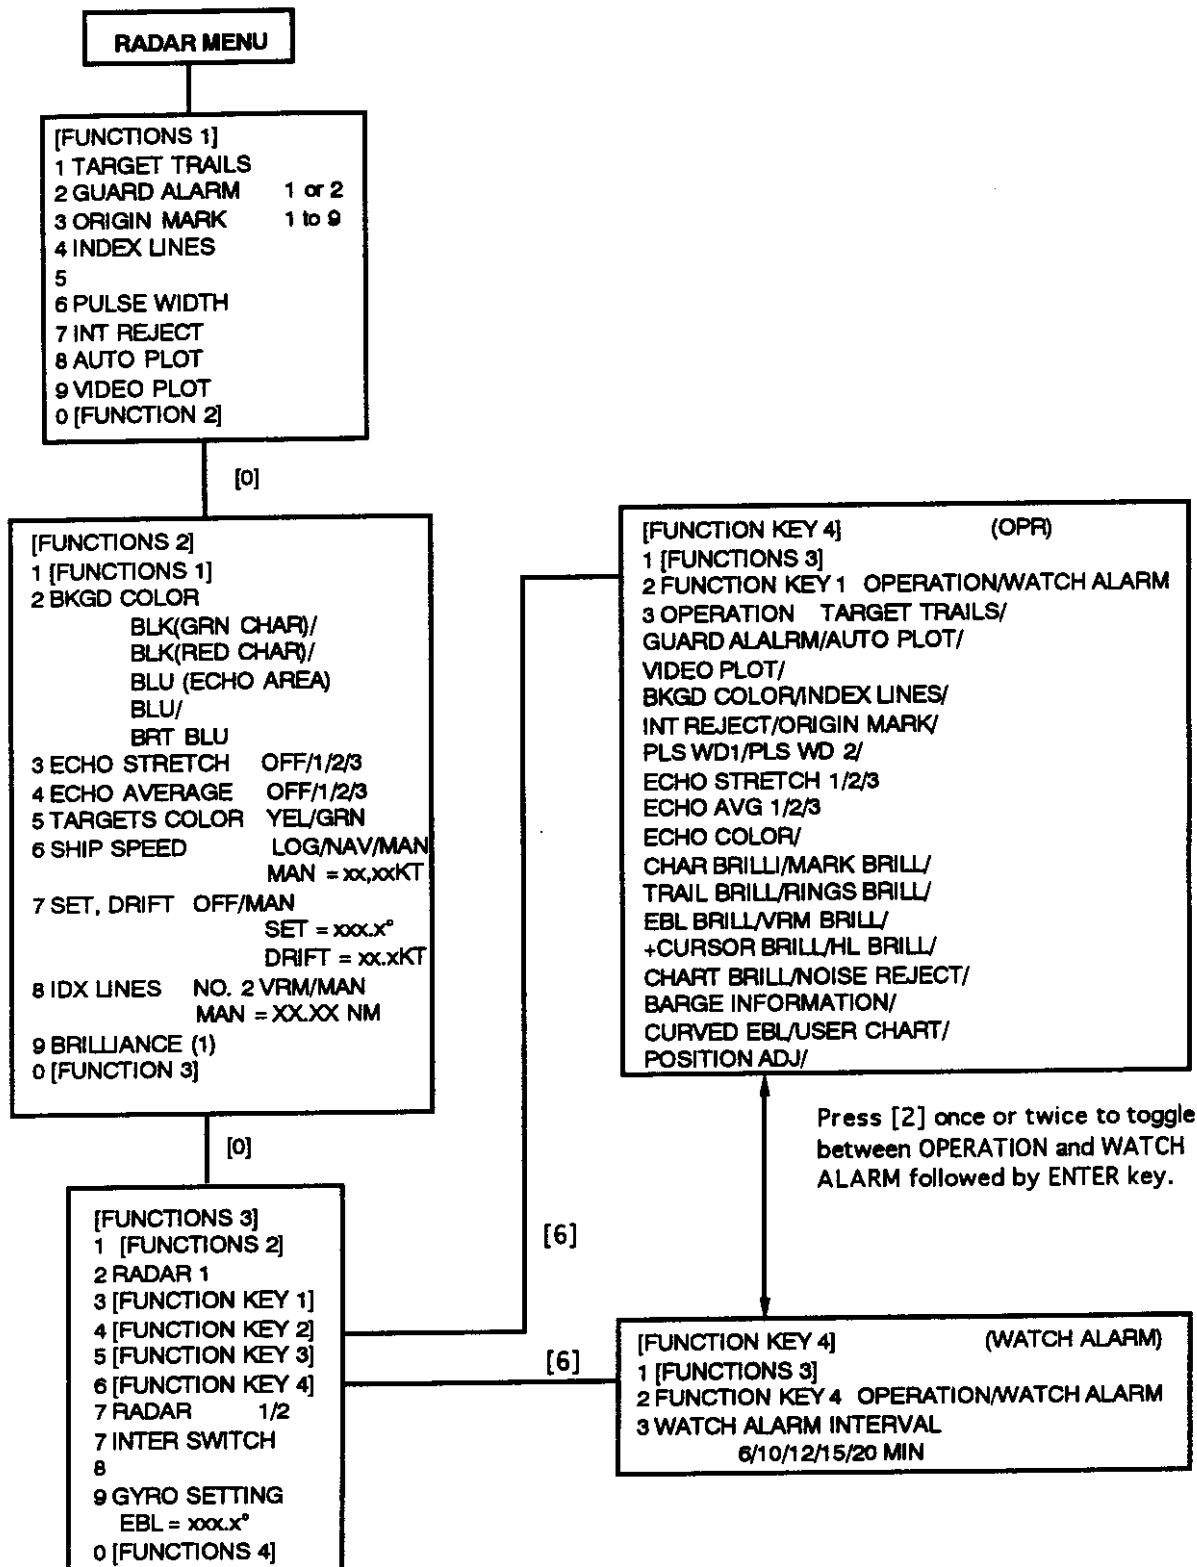 RADAR MENU
[FUNCTIONS 1]
1 TARGET TRAILS
2 GUARD ALARM 1 or 2
3 ORIGIN MARK 1 to 9
4 INDEX LINES
5
6 PULSE WIDTH
7 INT REJECT
8 AUTO PLOT
9 VIDEO PLOT
0 [FUNCTION 2]
[0]
[FUNCTIONS 2]
1 [FUNCTIONS 1]
2 BKGD COLOR
BLK(GRN CHAR)/
BLK(RED CHAR)/
BLU (ECHO AREA)
BLU/
BRT BLU
3 ECHO STRETCH OFF/1/2/3
4 ECHO AVERAGE OFF/1/2/3
5 TARGETS COLOR YEL/GRN
6 SHIP SPEED LOG/NAV/MAN
MAN = xx,xxKT
7 SET, DRIFT OFF/MAN
SET = xxx.x°
DRIFT = xx.xKT
8 IDX LINES NO. 2 VRM/MAN
MAN = XX.XX NM
9 BRILLIANCE (1)
0 [FUNCTION 3]
[0]
[FUNCTIONS 3]
1 [FUNCTIONS 2]
2 RADAR 1
3 [FUNCTION KEY 1]
4 [FUNCTION KEY 2]
5 [FUNCTION KEY 3]
6 [FUNCTION KEY 4]
7 RADAR 1/2
7 INTER SWITCH
8
9 GYRO SETTING
EBL = xxx.x°
0 [FUNCTIONS 4]
[6]
[6]
[FUNCTION KEY 4] (OPR)
1 [FUNCTIONS 3]
2 FUNCTION KEY 1 OPERATION/WATCH ALARM
3 OPERATION TARGET TRAILS/
GUARD ALALRM/AUTO PLOT/
VIDEO PLOT/
BKGD COLOR/INDEX LINES/
INT REJECT/ORIGIN MARK/
PLS WD1/PLS WD 2/
ECHO STRETCH 1/2/3
ECHO AVG 1/2/3
ECHO COLOR/
CHAR BRILLI/MARK BRILL/
TRAIL BRILL/RINGS BRILL/
EBL BRILL/VRM BRILL/
+CURSOR BRILL/HL BRILL/
CHART BRILL/NOISE REJECT/
BARGE INFORMATION/
CURVED EBL/USER CHART/
POSITION ADJ/
Press [2] once or twice to toggle
between OPERATION and WATCH
ALARM followed by ENTER key.
[FUNCTION KEY 4] (WATCH ALARM)
1 [FUNCTIONS 3]
2 FUNCTION KEY 4 OPERATION/WATCH ALARM
3 WATCH ALARM INTERVAL
6/10/12/15/20 MIN